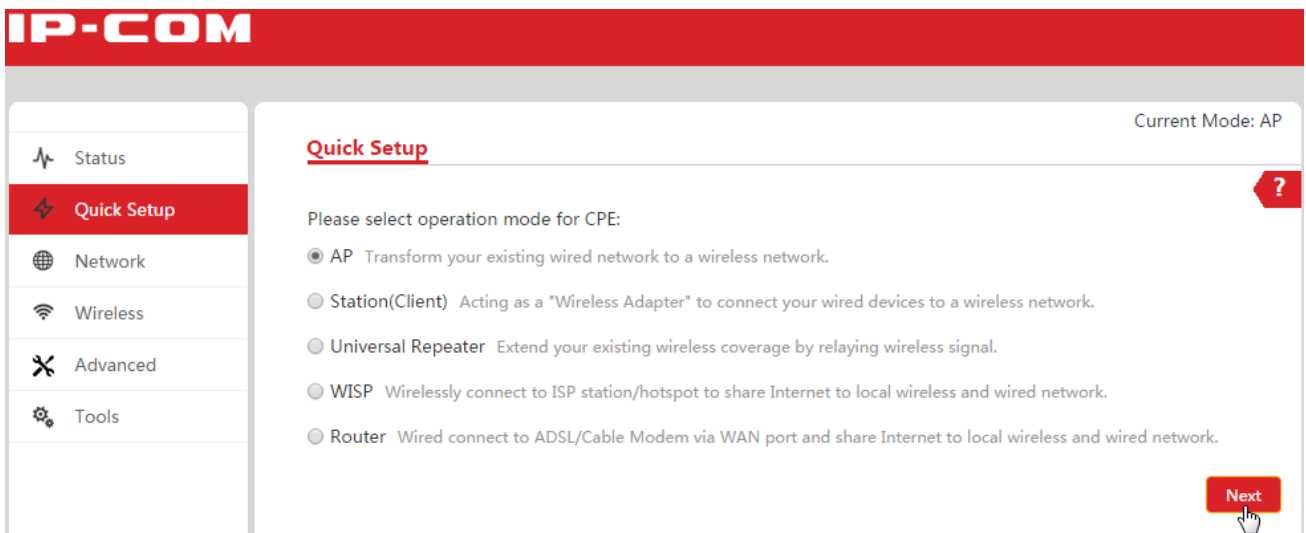 IP-COM
Current Mode: AP
Status
Quick Setup
Network
Wireless
Advanced
Tools
Quick Setup
?
Please select operation mode for CPE:
AP Transform your existing wired network to a wireless network.
Station(Client) Acting as a "Wireless Adapter" to connect your wired devices to a wireless network.
Universal Repeater Extend your existing wireless coverage by relaying wireless signal.
WISP Wirelessly connect to ISP station/hotspot to share Internet to local wireless and wired network.
Router Wired connect to ADSL/Cable Modem via WAN port and share Internet to local wireless and wired network.
Next